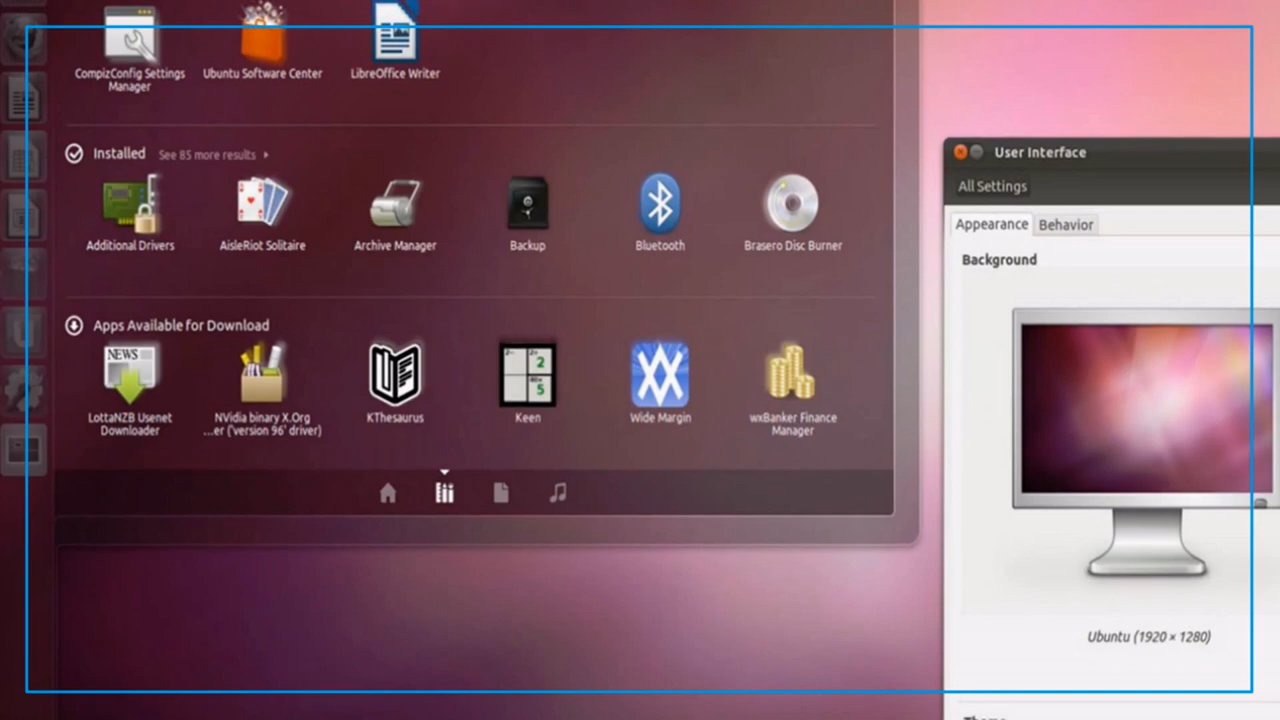 CompizConfig Settings
Manager
Ubuntu Software Center
LibreOffice Writer
Installed See 85 more results
Additional Drivers
AisleRiot Solitaire
Archive Manager
Backup
Bluetooth
Brasero Disc Burner
Apps Available for Download
NEWS
2
5
LottaNZB Usenet
Downloader
NVidia binary X.Org
...er ('version 96' driver)
KThesaurus
Keen
Wide Margin
wxBanker Finance
Manager
User Interface
All Settings
Appearance Behavior
Background
Ubuntu (1920 × 1280)